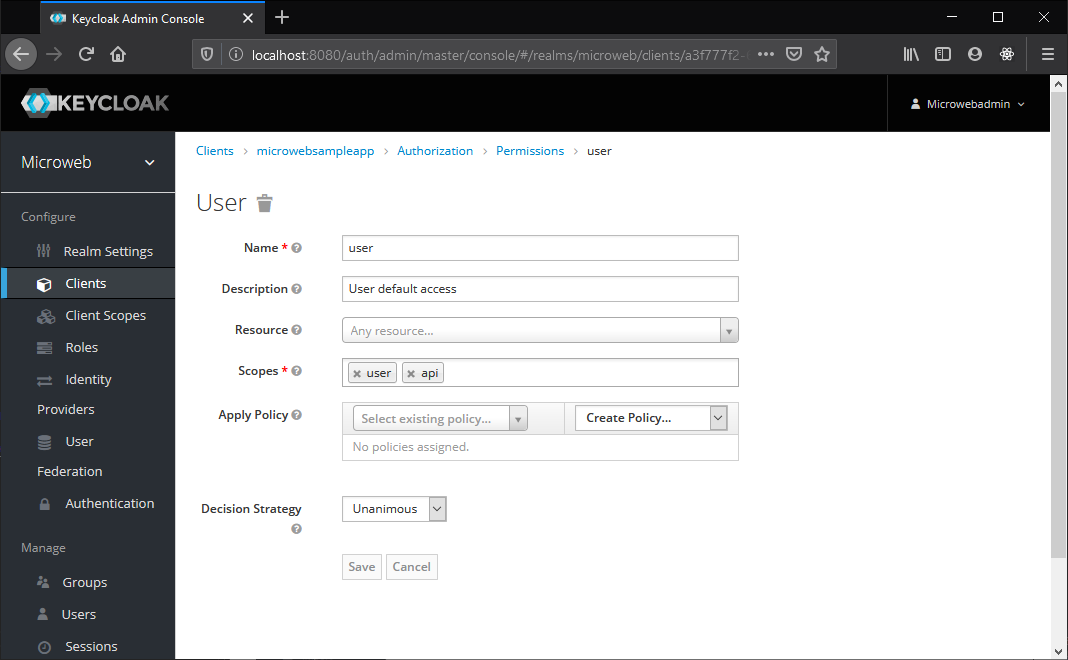 Keycloak Admin Console
localhost:8080/auth/admin/master/console/#/realms/microweb/clients/a3f777f2-
KEYCLOAK
Microwebadmin
Microweb
Clients > microwebsampleapp > Authorization > Permissions > user
User
Configure
Realm Settings
Clients
Client Scopes
Roles
Identity
Providers
User
Federation
Authentication
Manage
Groups
Users
Sessions
Name *
user
Description
User default access
Resource
Any resource...
Scopes *
× user × api
Apply Policy
Select existing policy... Create Policy...
No policies assigned.
Decision Strategy
Unanimous
Save Cancel